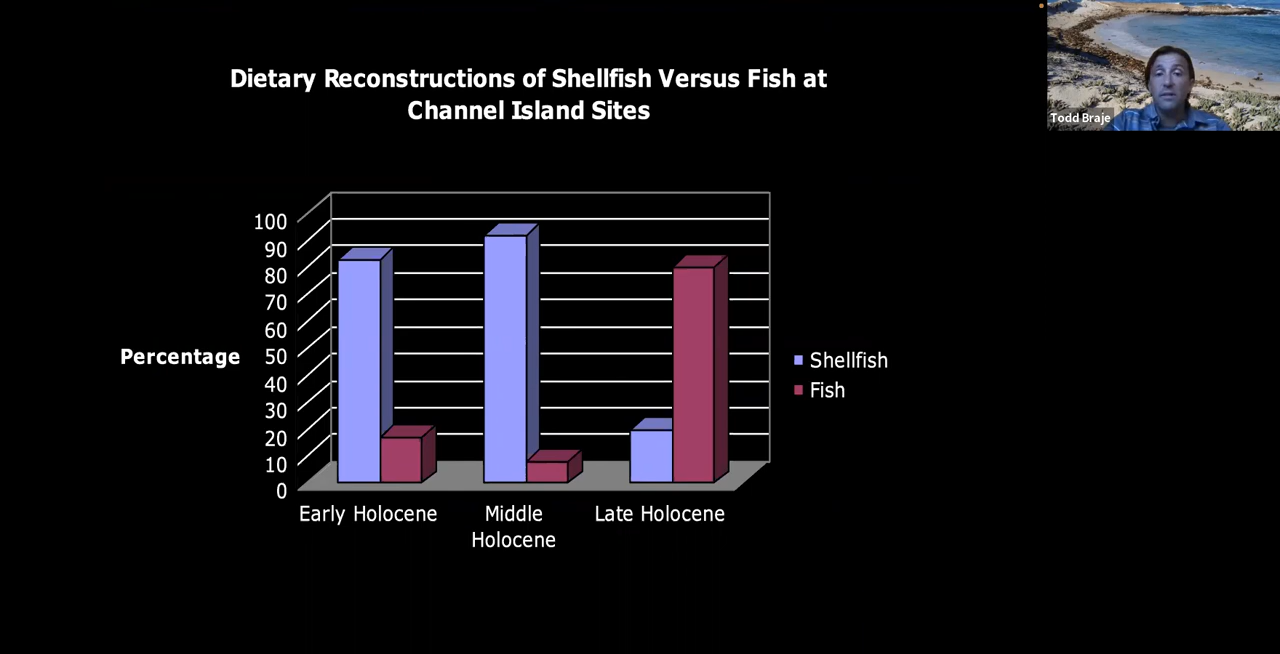 Dietary Reconstructions of Shellfish Versus Fish at
Channel Island Sites
Todd Braje
100
90
80
70
60
50
40
30
20
10
0
Percentage
Early Holocene
Middle
Holocene
Late Holocene
Shellfish
Fish